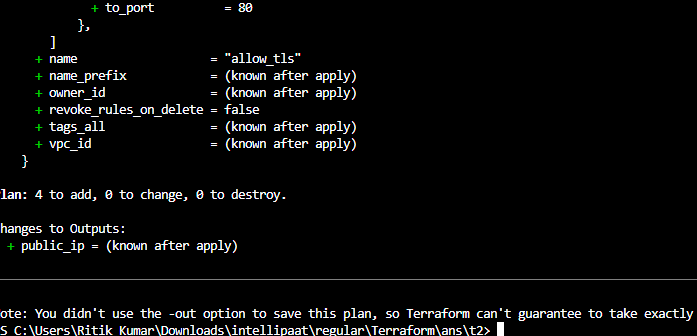 + to_port = 80
},
]
+ name = "allow_tls"
+ name_prefix = (known after apply)
+ owner_id = (known after apply)
+ revoke_rules_on_delete = false
+ tags_all = (known after apply)
+ vpc_id = (known after apply)
}
lan: 4 to add, 0 to change, 0 to destroy.
hanges to Outputs:
+ public_ip = (known after apply)
ote: You didn't use the -out option to save this plan, so Terraform can't guarantee to take exactly
S C:\Users\Ritik Kumar\Downloads\intellipaat\regular\Terraform\ans\t2>